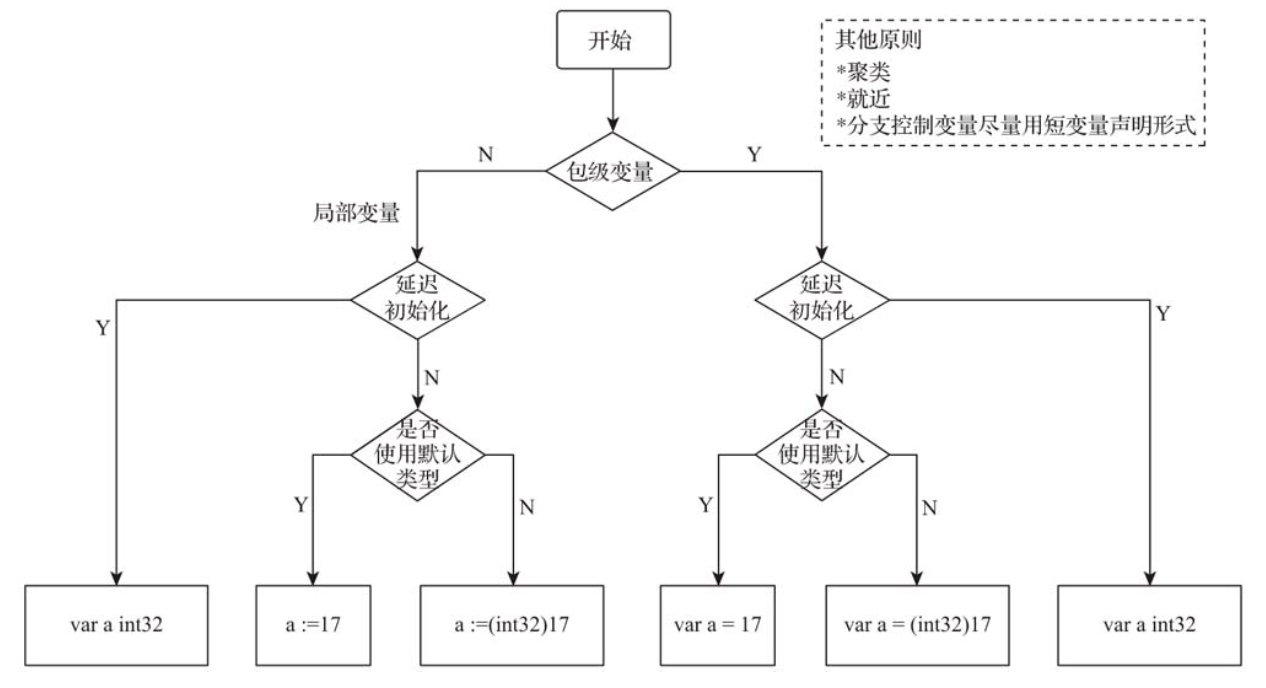 开始
其他原则
*聚类
*就近
*分支控制变量尽量用短变量声明形式
N
包级变量
Y
局部变量
延迟
初始化
延迟
初始化
Y
Y
N
N
是否
使用默认
类型
是否
使用默认
类型
Y
N
Y
N
var a int32
a :=17
a :=(int32)17
var a = 17
var a = (int32)17
var a int32